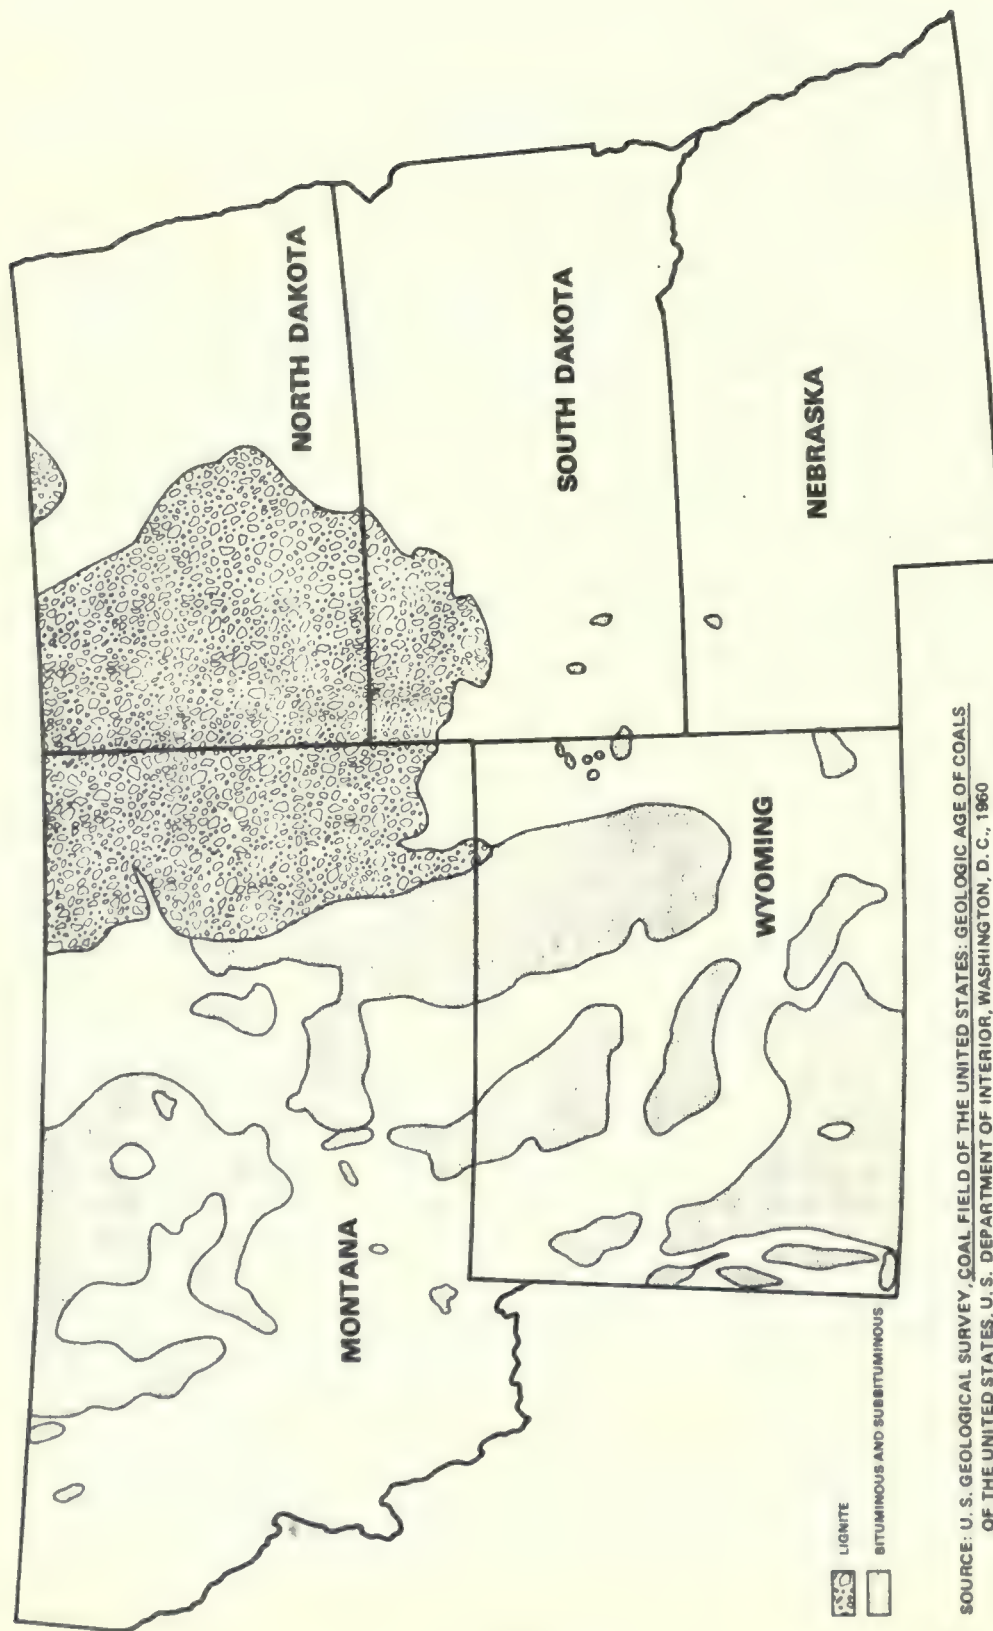 NORTH DAKOTA
MONTANA
SOUTH DAKOTA
WYOMING
NEBRASKA
LIGNITE
BITUMINOUS AND SUBBITUMINOUS
SOURCE: U. S. GEOLOGICAL SURVEY, COAL FIELD OF THE UNITED STATES: GEOLOGIC AGE OF COALS
OF THE UNITED STATES, U. S. DEPARTMENT OF INTERIOR, WASHINGTON, D. C., 1960